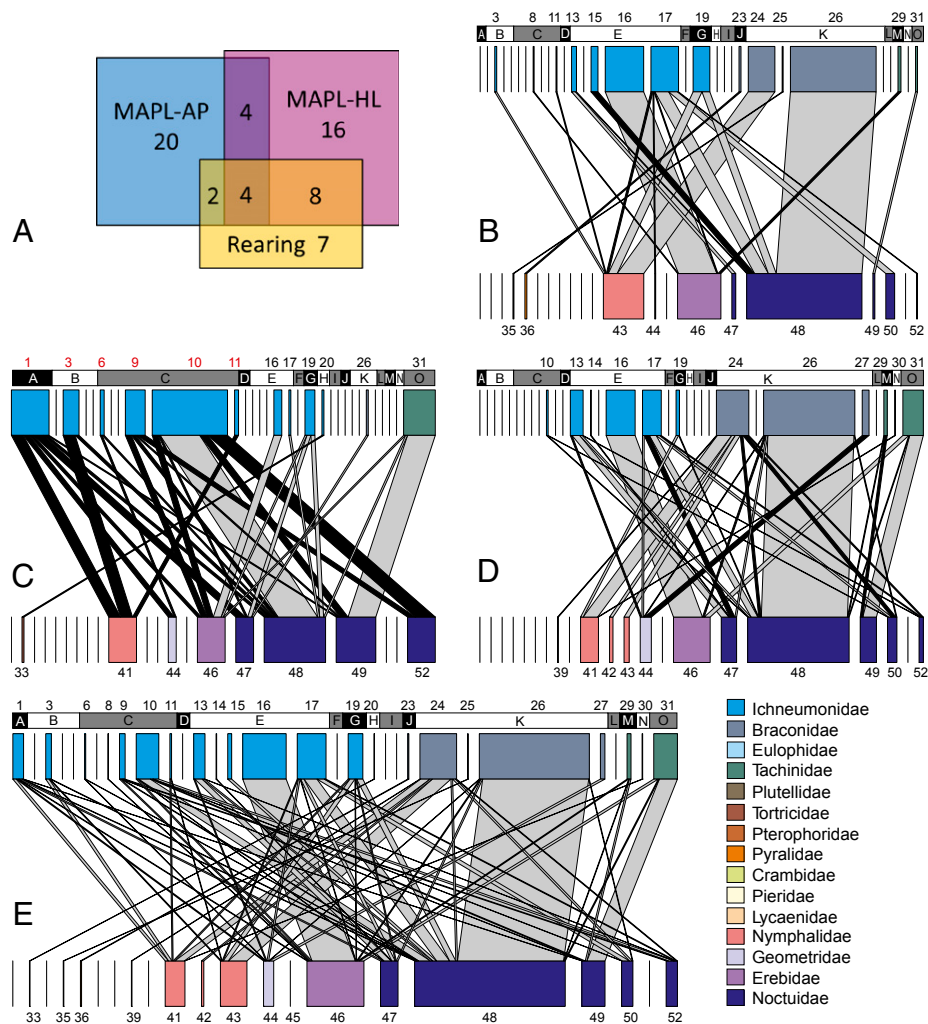 MAPL-AP
20
4
MAPL-HL
16
2
4
8
Rearing 7
A
3 8 11 13 15 16 17 19 23 24 25 26 29 31
A B C D E F G H I J K L M N O
B
35 36 43 44 46 47 48 49 50 52
1 3 6 9 10 11 16 17 19 20 26 31
A B C D E F G H I J K L M N O
C
33 41 44 46 47 48 49 52
10 13 14 16 17 19 24 26 27 29 30 31
A B C D E F G H I J K L M N O
D
39 41 42 43 44 46 47 48 49 50 52
1 3 6 8 9 10 11 13 14 15 16 17 19 20 23 24 25 26 27 29 30 31
A B C D E F G H I J K L M N O
E
33 35 36 39 41 42 43 44 45 46 47 48 49 50 52
Ichneumonidae
Braconidae
Eulophidae
Tachinidae
Plutellidae
Tortricidae
Pterophoridae
Pyralidae
Crambidae
Pieridae
Lycaenidae
Nymphalidae
Geometridae
Erebidae
Noctuidae